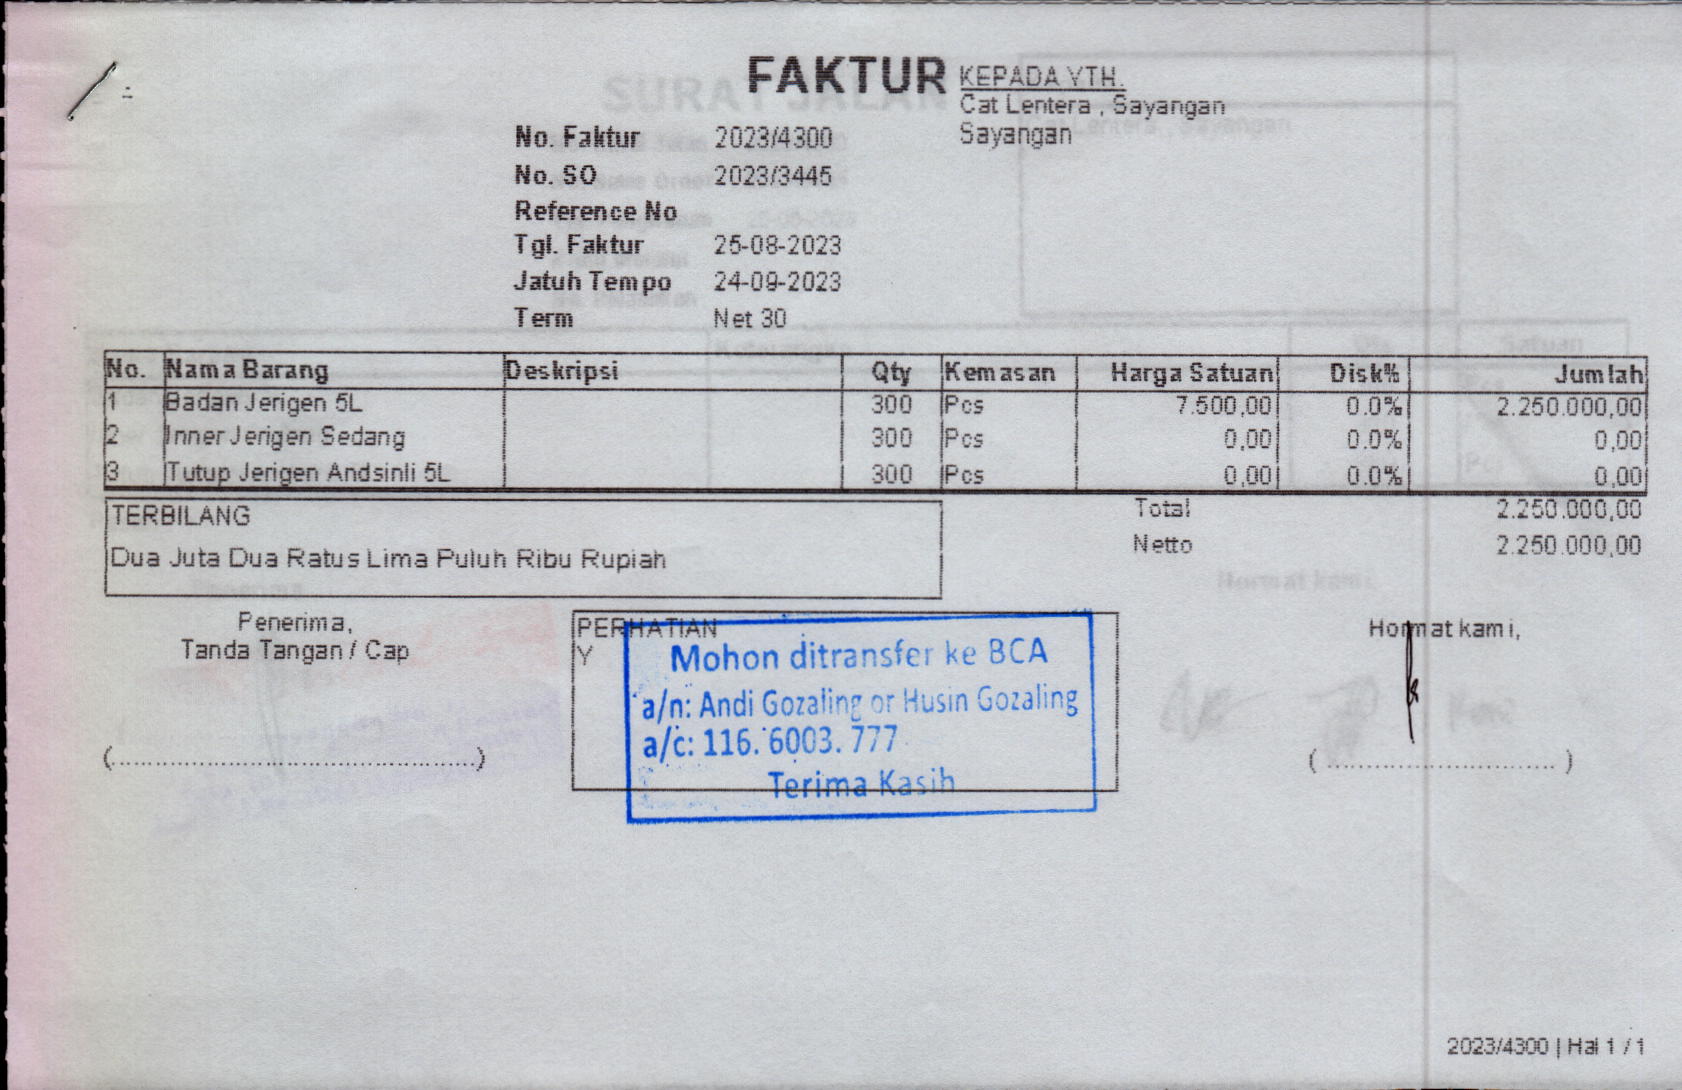 FAKTUR
KEPADA YTH.
Cat Lentera , Sayangan
Sayangan
No. Faktur 2023/4300
No. SO 2023/3445
Reference No
Tgl. Faktur 25-08-2023
Jatuh Tempo 24-09-2023
Term Net 30
No. Nama Barang Deskripsi Qty Kemasan Harga Satuan Disk% Jumlah
1 Badan Jerigen 5L 300 Pcs 7.500,00 0.0% 2.250.000,00
2 Inner Jerigen Sedang 300 Pcs 0,00 0.0% 0,00
3 Tutup Jerigen Andsinli 5L 300 Pcs 0,00 0.0% 0,00
TERBILANG
Dua Juta Dua Ratus Lima Puluh Ribu Rupiah
Total 2.250.000,00
Netto 2.250.000,00
Penerima,
Tanda Tangan / Cap
(............................................)
PERHATIAN
Y
Mohon ditransfer ke BCA
a/n: Andi Gozaling or Husin Gozaling
a/c: 116. 6003. 777
Terima Kasih
Hormat kami,
(............................)
2023/4300 | Hal 1 / 1